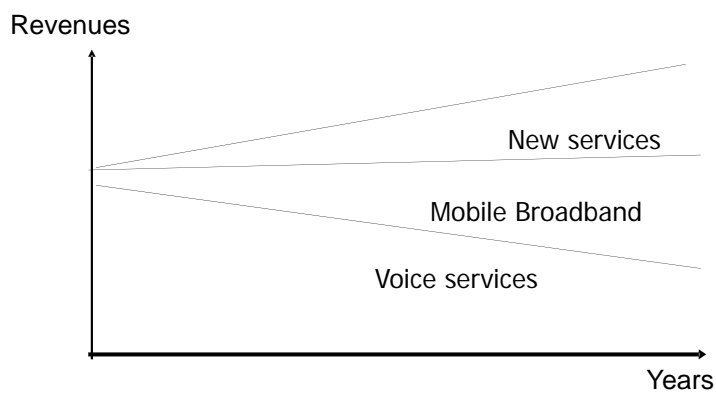 Revenues
New services
Mobile Broadband
Voice services
Years